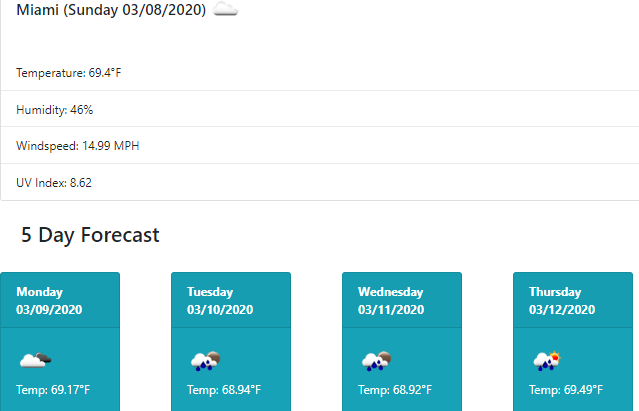 Miami (Sunday 03/08/2020)
Temperature: 69.4°F
Humidity: 46%
Windspeed: 14.99 MPH
UV Index: 8.62
5 Day Forecast
Monday
03/09/2020
Temp: 69.17°F
Tuesday
03/10/2020
Temp: 68.94°F
Wednesday
03/11/2020
Temp: 68.92°F
Thursday
03/12/2020
Temp: 69.49°F